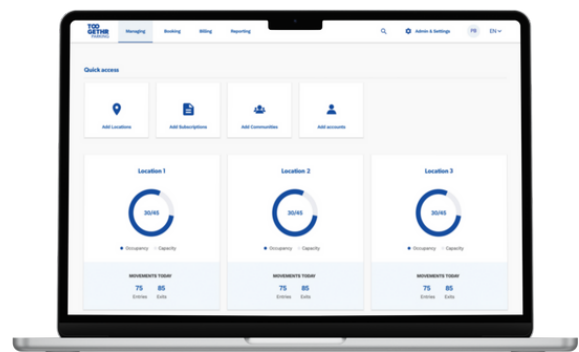 TOO
GETHR
PARKING
Managing Booking Billing Reporting Admin & Settings PR EN
Quick access
Add Locations Add Subscriptions Add Communities Add accounts
Location 1 Location 2 Location 3
30/45 30/45 30/45
Occupancy Capacity Occupancy Capacity Occupancy Capacity
MOVEMENTS TODAY MOVEMENTS TODAY MOVEMENTS TODAY
75 85 75 85 75 85
Entries Exits Entries Exits Entries Exits